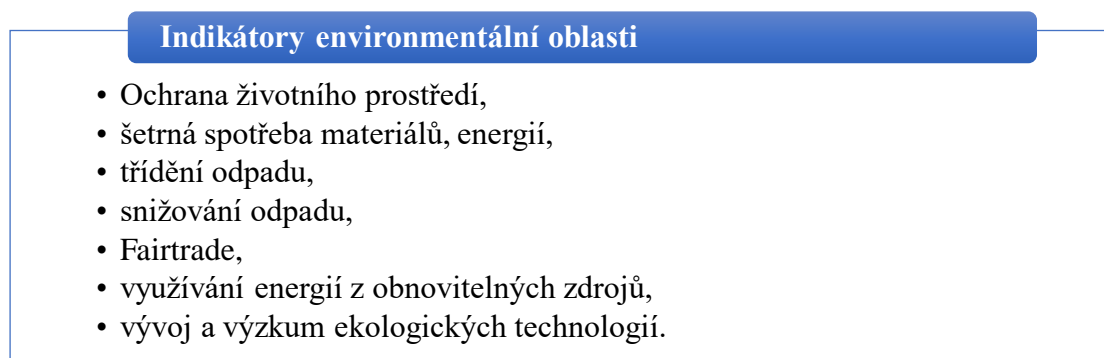 Indikátory environmentální oblasti
• Ochrana životního prostředí,
• šetrná spotřeba materiálů, energií,
• třídění odpadu,
• snižování odpadu,
• Fairtrade,
• využívání energií z obnovitelných zdrojů,
• vývoj a výzkum ekologických technologií.